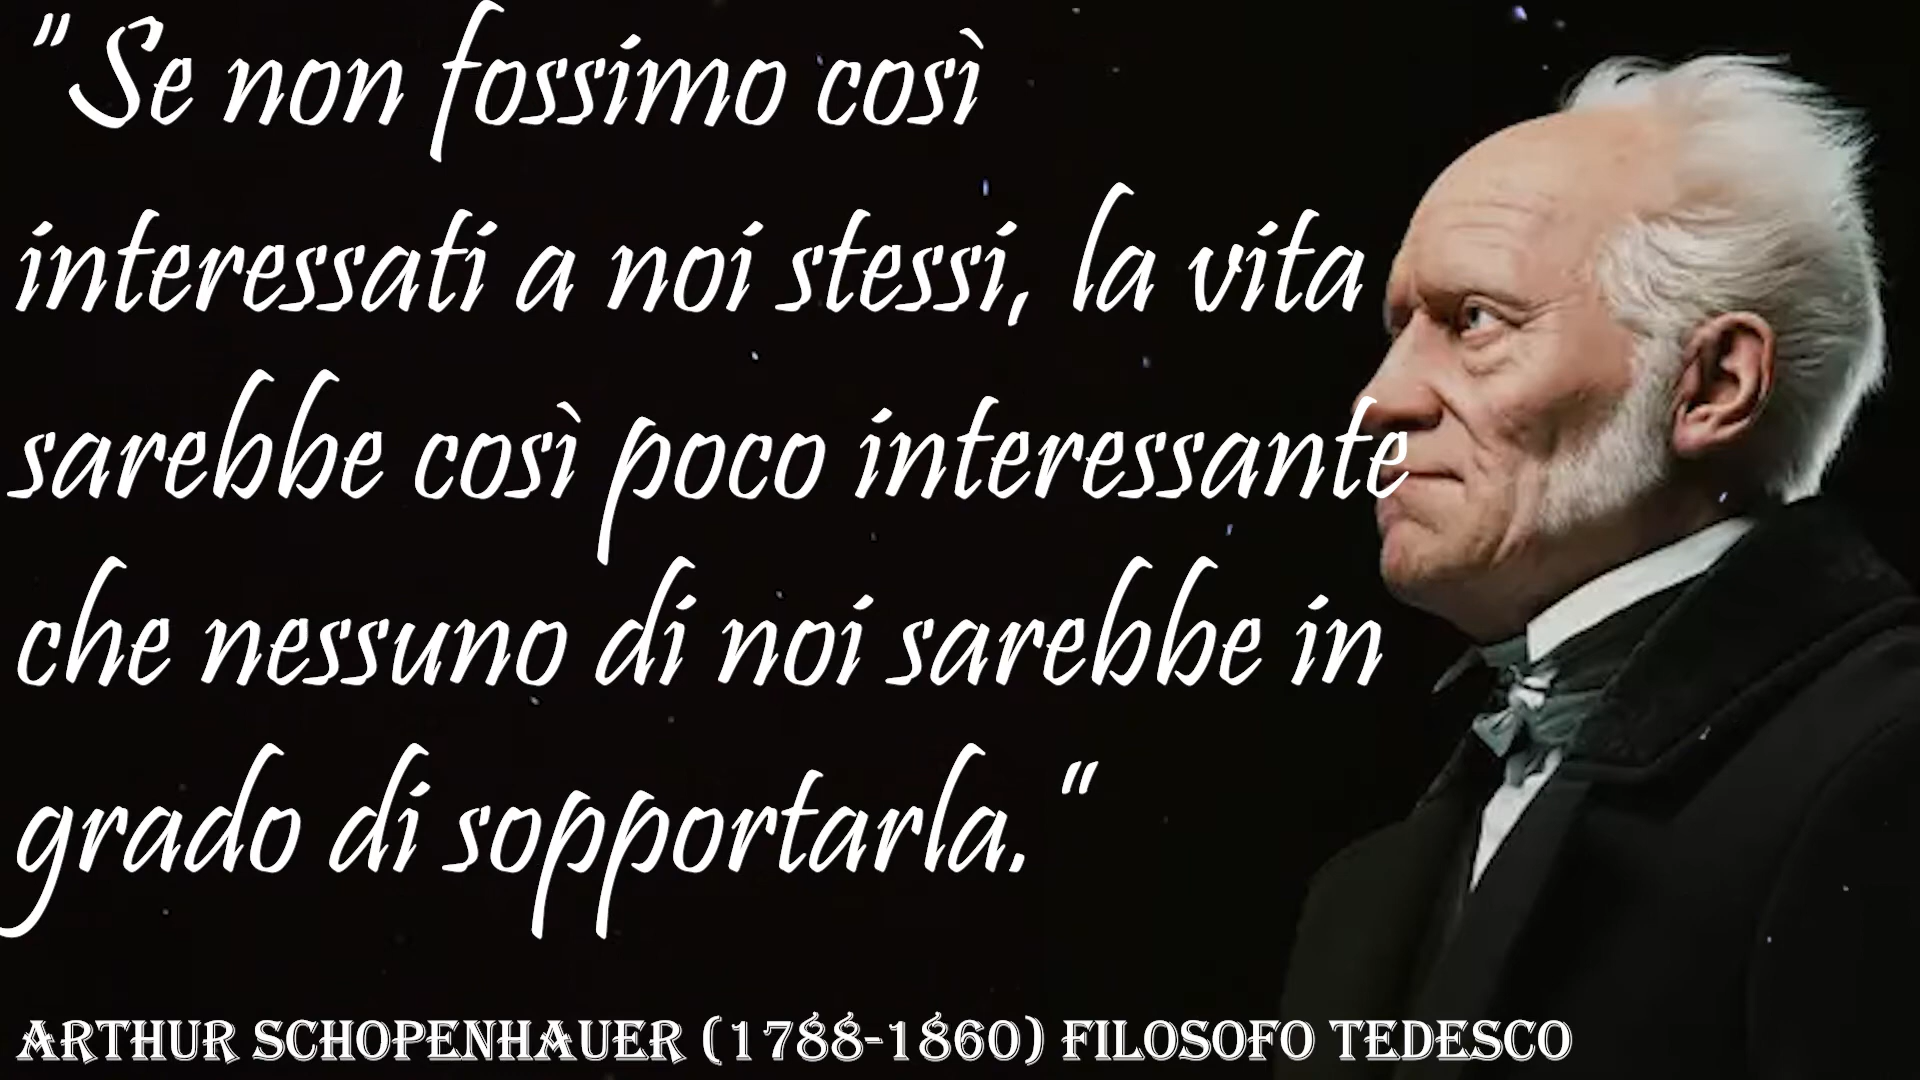 "Se non fossimo così
interessati a noi stessi, la vita
sarebbe così poco interessante
che nessuno di noi sarebbe in
grado di sopportarla."
ARTHUR SCHOPENHAUER (1788-1860) FILOSOFO TEDESCO